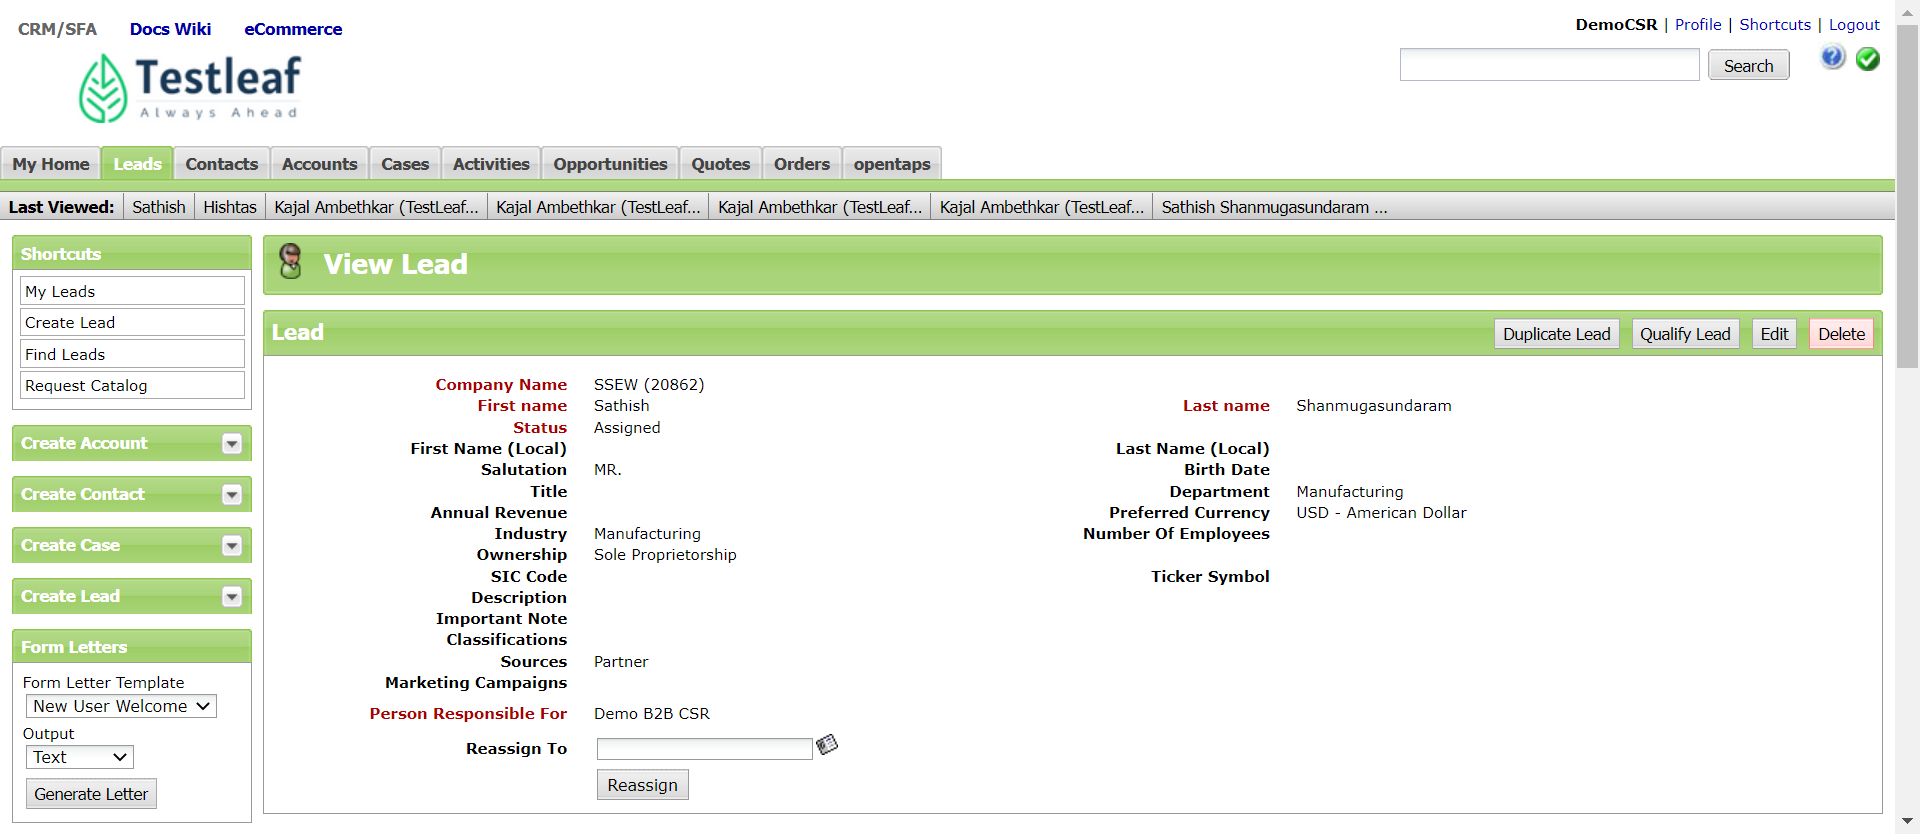 CRM/SFA Docs Wiki eCommerce
DemoCSR | Profile | Shortcuts | Logout
Testleaf
Always Ahead
Search
My Home Leads Contacts Accounts Cases Activities Opportunities Quotes Orders opentaps
Last Viewed: Sathish Hishtas Kajal Ambethkar (TestLeaf... Kajal Ambethkar (TestLeaf... Kajal Ambethkar (TestLeaf... Kajal Ambethkar (TestLeaf... Sathish Shanmugasundaram ...
Shortcuts
My Leads
Create Lead
Find Leads
Request Catalog
Create Account
Create Contact
Create Case
Create Lead
Form Letters
Form Letter Template
New User Welcome
Output
Text
Generate Letter
View Lead
Lead
Duplicate Lead Qualify Lead Edit Delete
Company Name SSEW (20862)
First name Sathish Last name Shanmugasundaram
Status Assigned
First Name (Local) Last Name (Local)
Salutation MR. Birth Date
Title Department Manufacturing
Annual Revenue Preferred Currency USD - American Dollar
Industry Manufacturing Number Of Employees
Ownership Sole Proprietorship
SIC Code Ticker Symbol
Description
Important Note
Classifications
Sources Partner
Marketing Campaigns
Person Responsible For Demo B2B CSR
Reassign To
Reassign